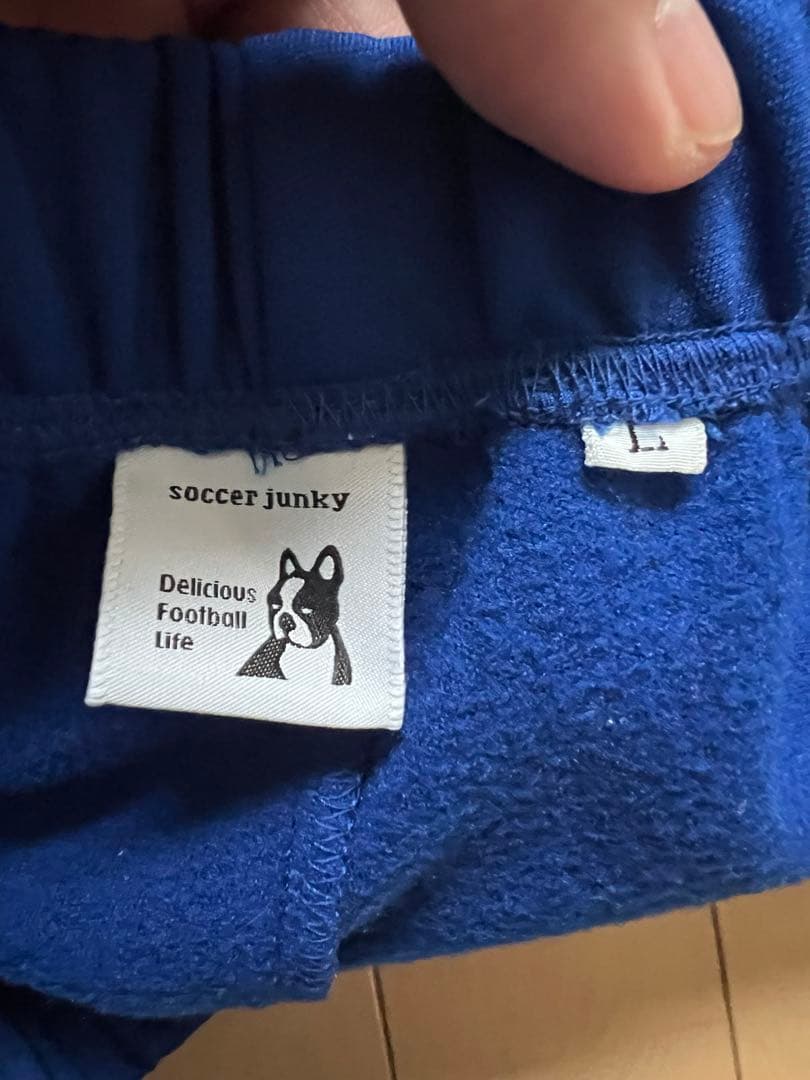 soccer junky
L
Delicious
Football
Life